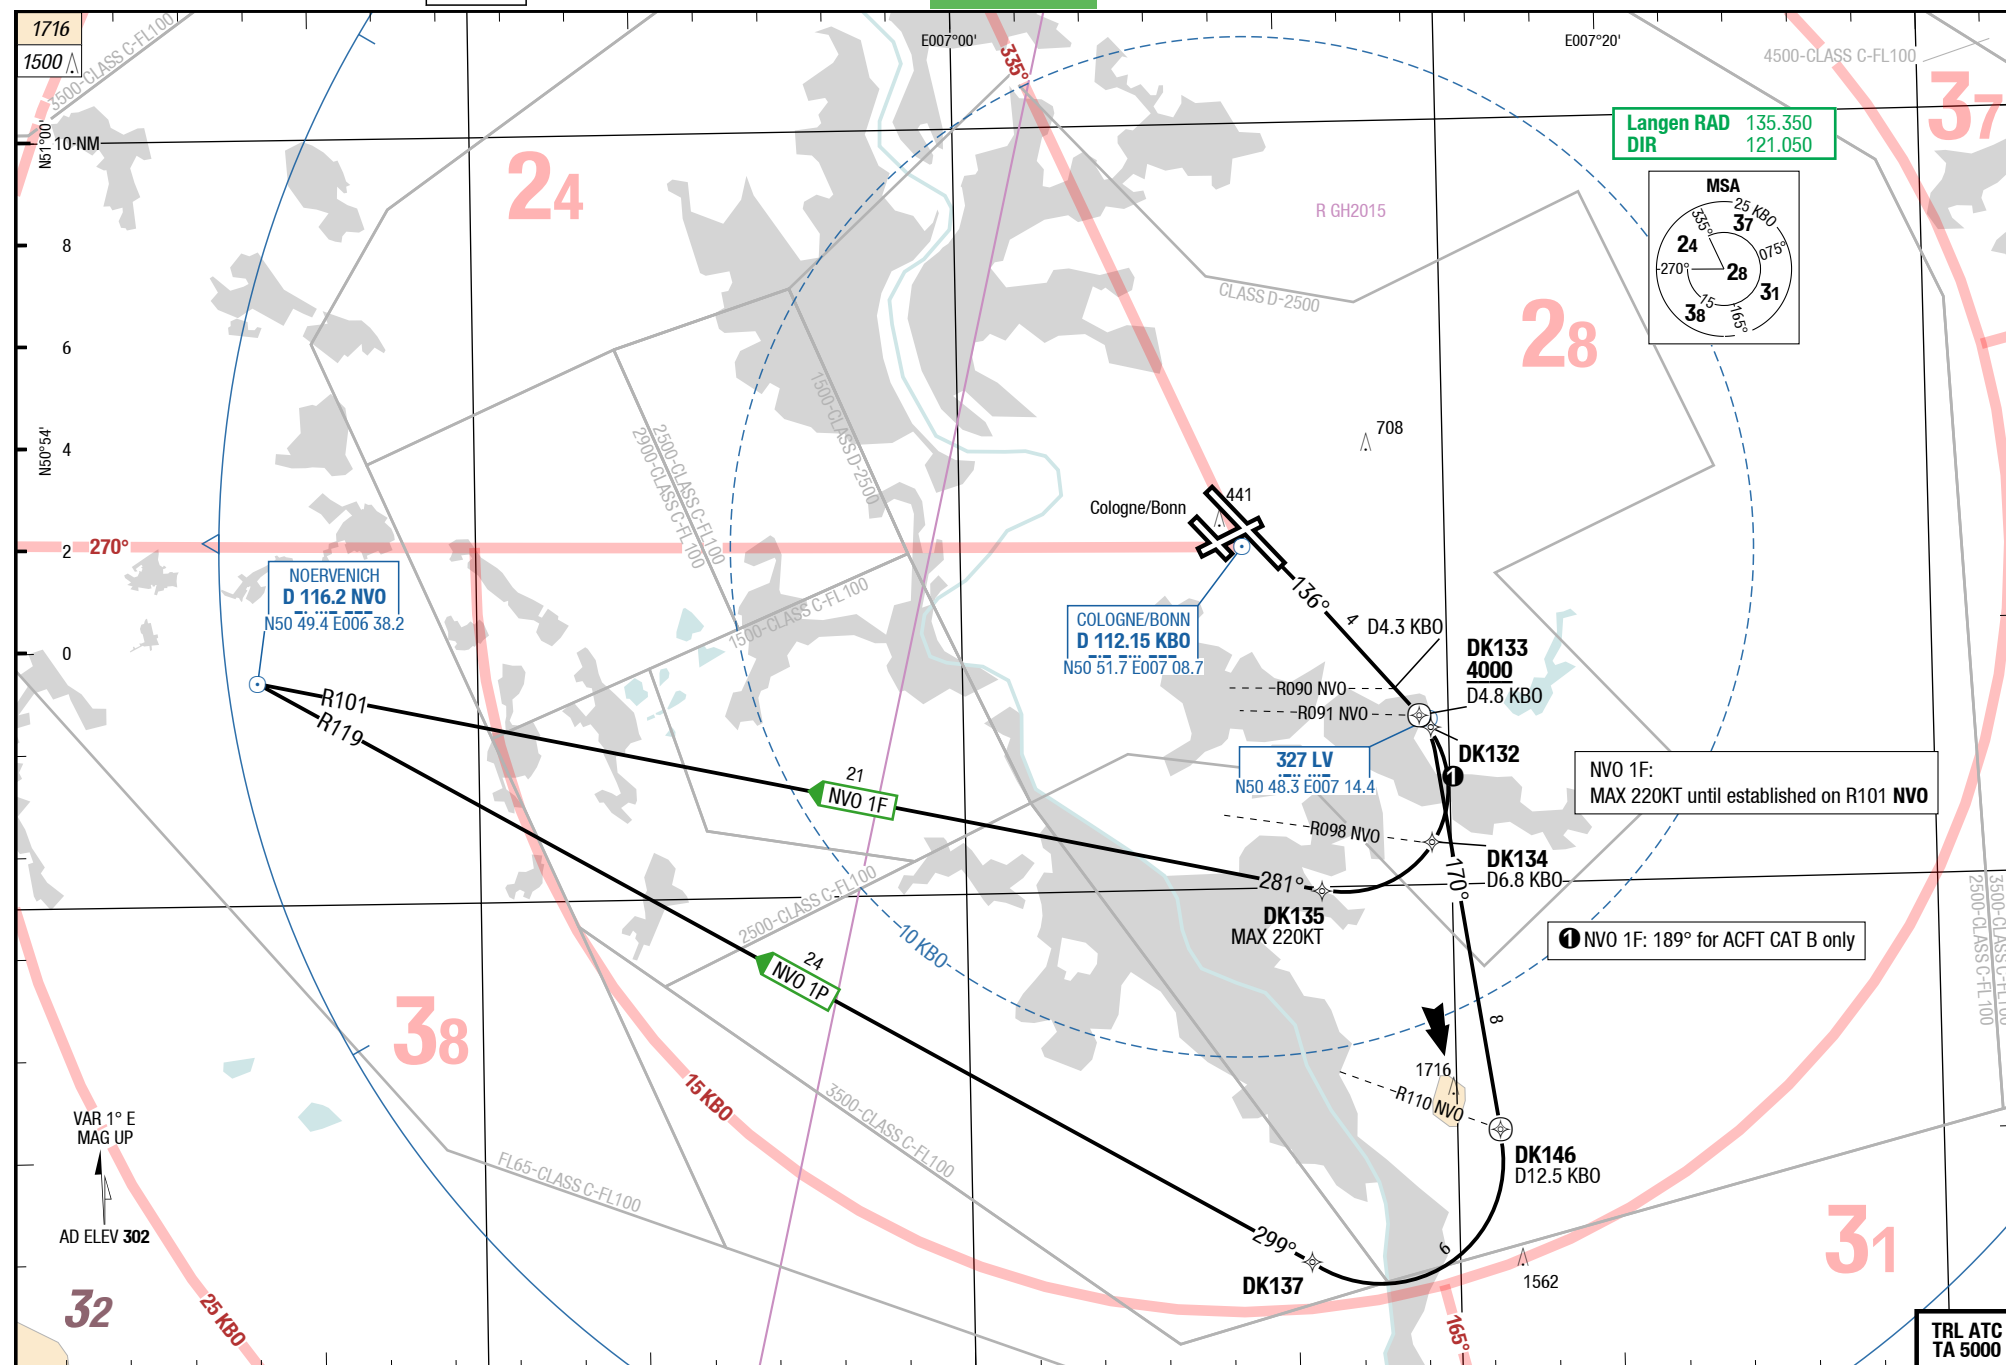 1716
1500
3500-CLASS C-FL100
E007°00'
E007°20'
4500-CLASS C-FL100
335°
37
24
N51°00'
10-NM
Langen RAD 135.350
DIR 121.050
R GH2015
MSA
25 KBO
335°
37
24
075°
270°
28
31
15
38
165°
8
CLASS D-2500
28
6
1500-CLASS D-2500
2500-CLASS C-FL100
2900-CLASS C-FL100
N50°54'
4
708
441
Cologne/Bonn
270°
2
NOERVENICH
D 116.2 NVO
N50 49.4 E006 38.2
1500-CLASS C-FL100
COLOGNE/BONN
D 112.15 KBO
N50 51.7 E007 08.7
136°
4
D4.3 KBO
DK133
4000
D4.8 KBO
0
R101
R119
R090 NVO
R091 NVO
327 LV
N50 48.3 E007 14.4
DK132
1
NVO 1F:
MAX 220KT until established on R101 NVO
21
NVO 1F
R098 NVO
DK134
D6.8 KBO
170°
281°
DK135
MAX 220KT
2500-CLASS C-FL100
10 KBO
1 NVO 1F: 189° for ACFT CAT B only
3500-CLASS C-FL100
2500-CLASS C-FL 100
24
NVO 1P
38
8
1716
R110 NVO
15 KBO
3500-CLASS C-FL100
VAR 1° E
MAG UP
FL65-CLASS C-FL100
DK146
D12.5 KBO
AD ELEV 302
299°
6
DK137
31
1562
32
25 KBO
165°
TRL ATC
TA 5000